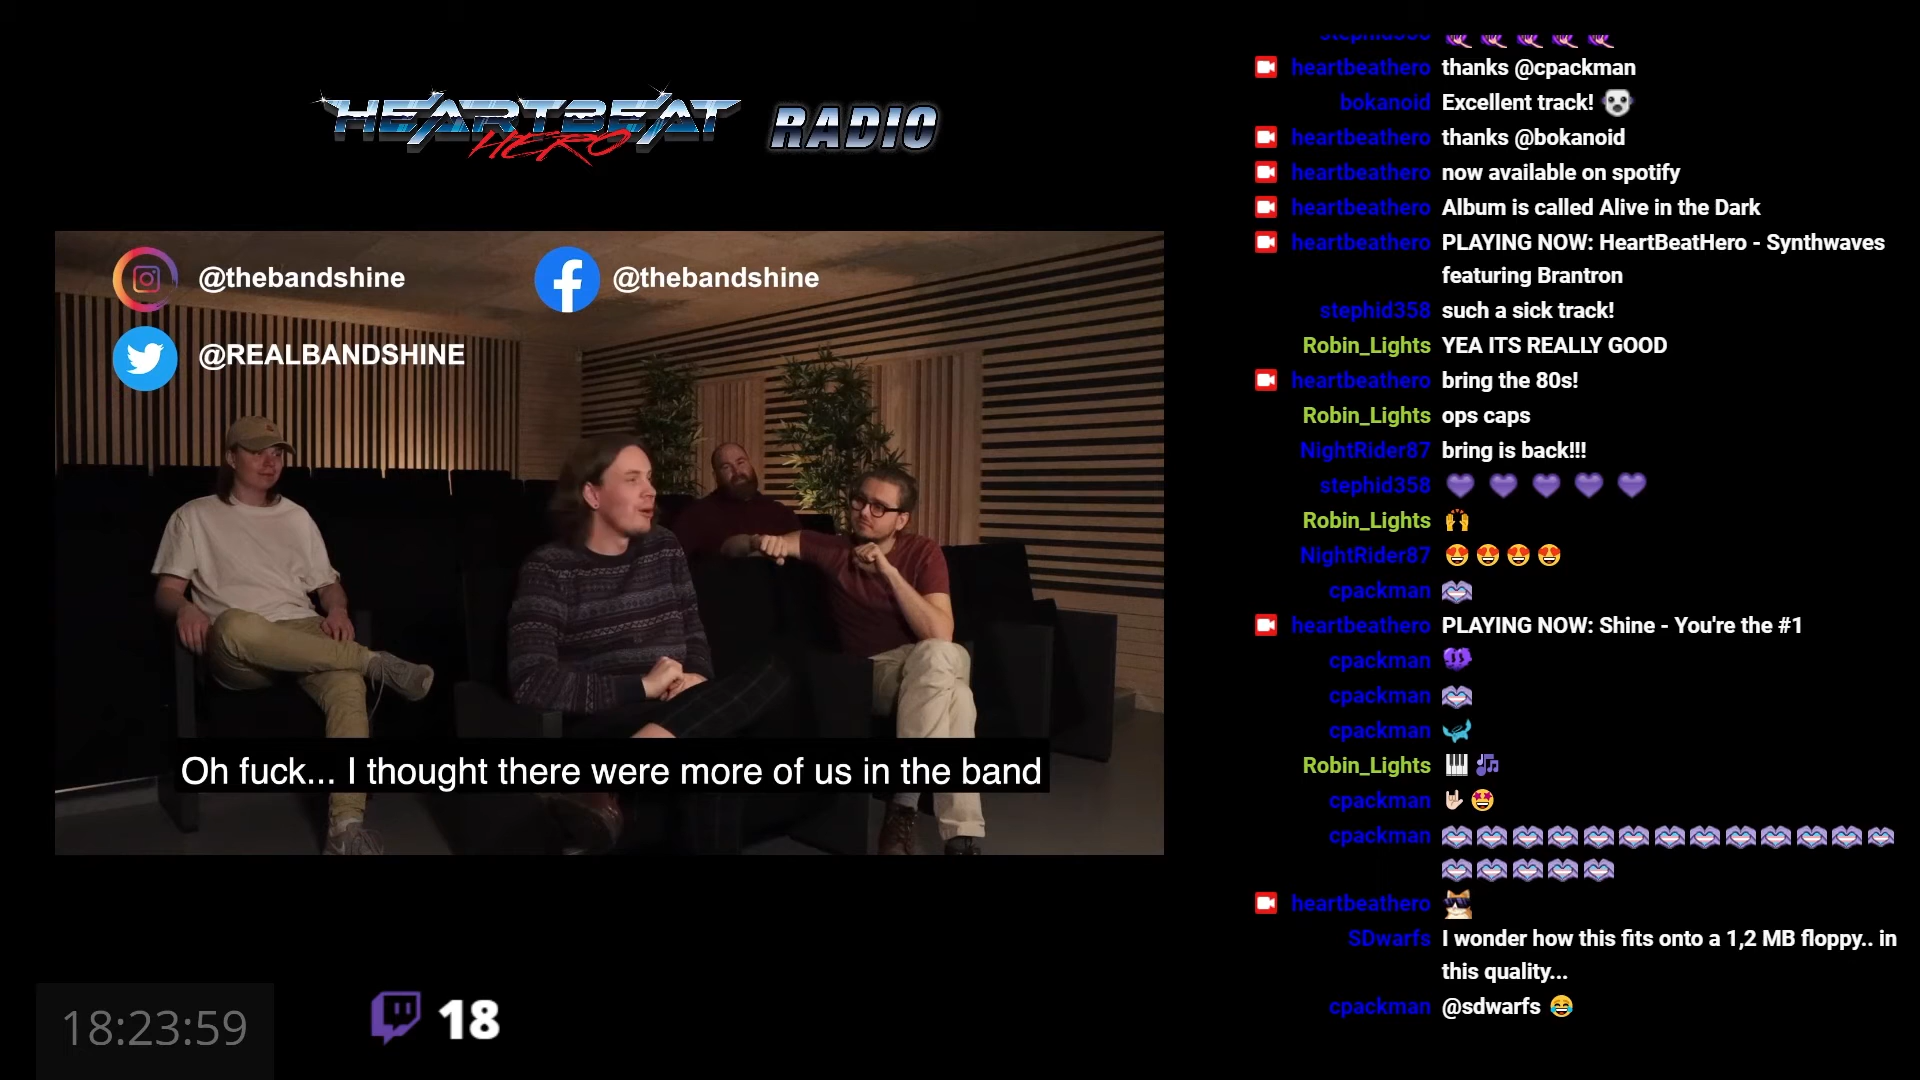 HEARTBEAT
HERO
RADIO
@thebandshine
@thebandshine
@REALBANDSHINE
Oh fuck... I thought there were more of us in the band
18:23:59
18
stephid358
heartbeathero thanks @cpackman
bokanoid Excellent track!
heartbeathero thanks @bokanoid
heartbeathero now available on spotify
heartbeathero Album is called Alive in the Dark
heartbeathero PLAYING NOW: HeartBeatHero - Synthwaves
featuring Brantron
stephid358 such a sick track!
Robin_Lights YEA ITS REALLY GOOD
heartbeathero bring the 80s!
Robin_Lights ops caps
NightRider87 bring is back!!!
stephid358 💜 💜 💜 💜 💜
Robin_Lights 🙌
NightRider87 😍 😍 😍 😍
cpackman
heartbeathero PLAYING NOW: Shine - You're the #1
cpackman
cpackman
cpackman
Robin_Lights 🎹 🎶
cpackman 🤘🏻 🤩
cpackman
heartbeathero
SDwarfs I wonder how this fits onto a 1,2 MB floppy.. in
this quality...
cpackman @sdwarfs 😂